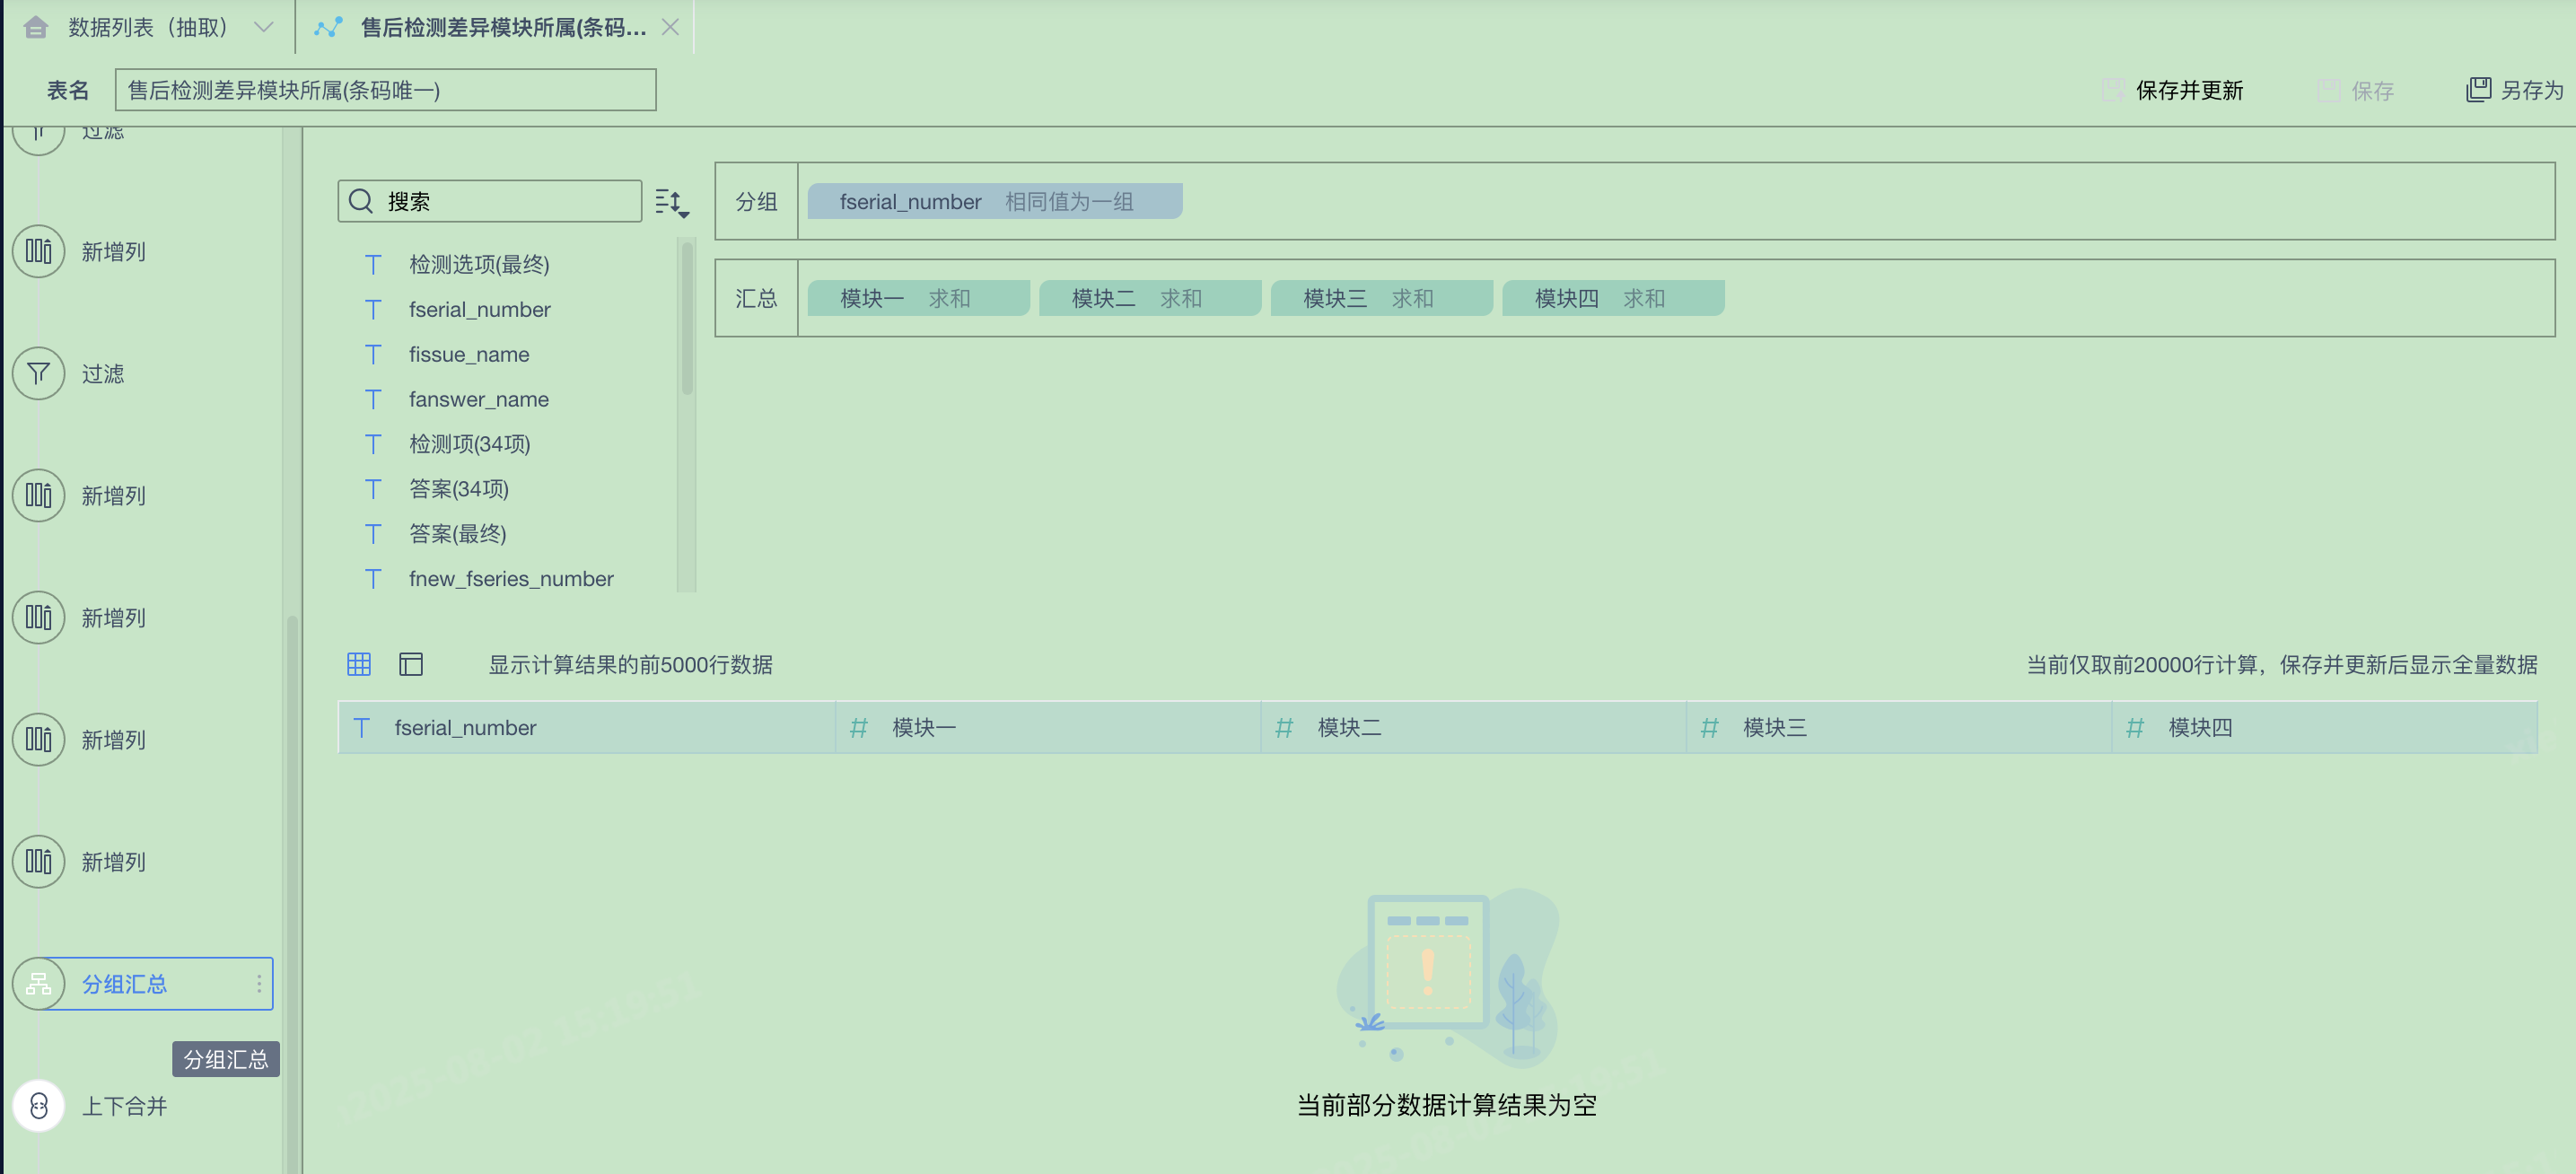 数据列表（抽取）
售后检测差异模块所属(条码...
表名
售后检测差异模块所属(条码唯一)
保存并更新
保存
另存为
过滤
新增列
过滤
新增列
新增列
新增列
新增列
分组汇总
分组汇总
上下合并
搜索
检测选项(最终)
fserial_number
fissue_name
fanswer_name
检测项(34项)
答案(34项)
答案(最终)
fnew_fseries_number
分组 fserial_number 相同值为一组
汇总 模块一 求和 模块二 求和 模块三 求和 模块四 求和
显示计算结果的前5000行数据
当前仅取前20000行计算，保存并更新后显示全量数据
fserial_number # 模块一 # 模块二 # 模块三 # 模块四
当前部分数据计算结果为空
2025-08-02 15:19:51